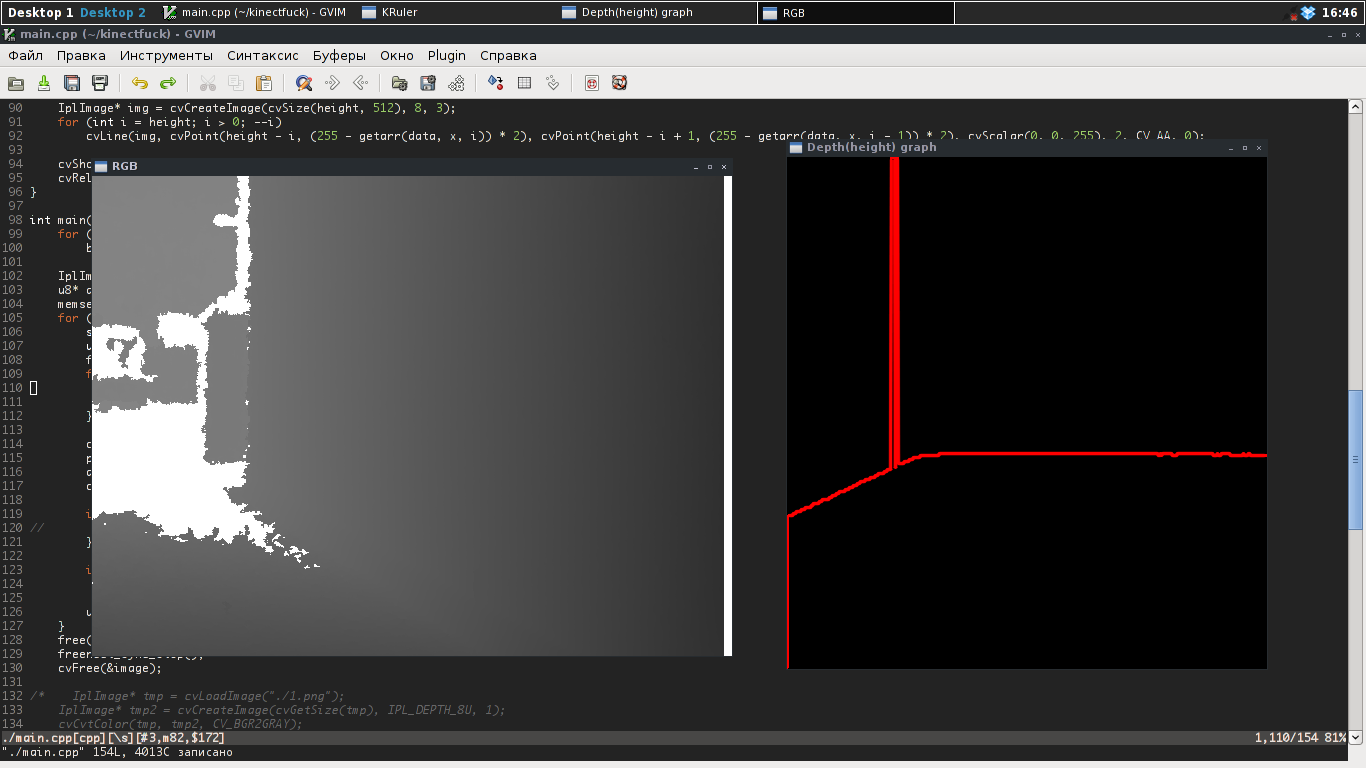 Desktop 1 Desktop 2 main.cpp (~/kinectfuck) - GVIM KRuler Depth(height) graph RGB 16:46
main.cpp (~/kinectfuck) - GVIM
Файл Правка Инструменты Синтаксис Буферы Окно Plugin Справка
90 IplImage* img = cvCreateImage(cvSize(height, 512), 8, 3);
91 for (int i = height; i > 0; --i)
92 cvLine(img, cvPoint(height - i, (255 - getarr(data, x, i)) * 2), cvPoint(height - i + 1, (255 - getarr(data, x, i - 1)) * 2), cvScalar(0, 0, 255), 2, CV_AA, 0);
93
94 cvSho
95 cvRel
96 }
97
98 int main(
99 for (
100 b
101
102 IplIm
103 u8* d
104 memse
105 for (
106 s
107 u
108 f
109
110
111
112 }
113
114 c
115 p
116
117 c
118
119 i
120 //
121 }
122
123 i
124
125
126 u
127 }
128 free(
129
130 cvFree(&image);
131
132 /* IplImage* tmp = cvLoadImage("./1.png");
133 IplImage* tmp2 = cvCreateImage(cvGetSize(tmp), IPL_DEPTH_8U, 1);
134 cvCvtColor(tmp, tmp2, CV_BGR2GRAY);
RGB
Depth(height) graph
./main.cpp[cpp][\s][#3,m82,$172] 1,110/154 81%
"./main.cpp" 154L, 4013C записано